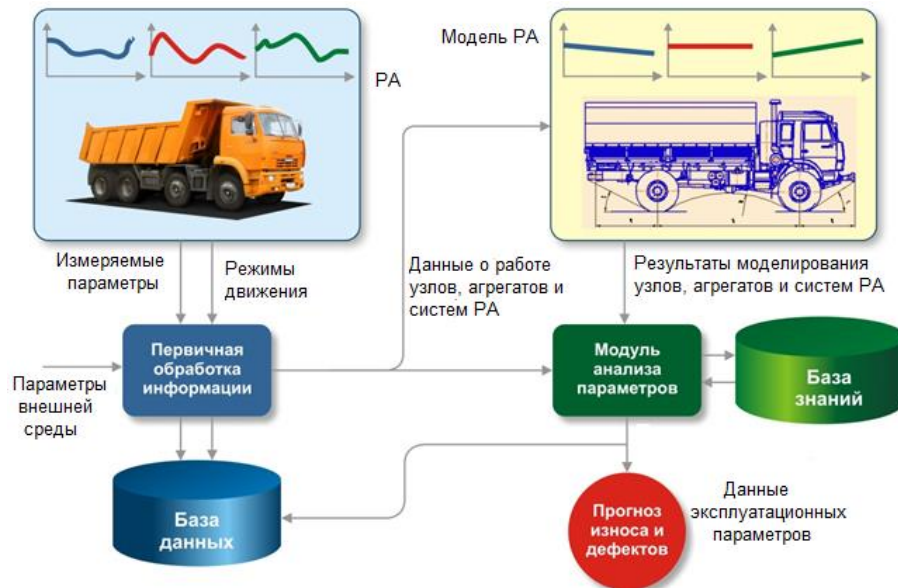 Модель РА
РА
Измеряемые
параметры
Режимы
движения
Данные о работе
узлов, агрегатов и
систем РА
Результаты моделирования
узлов, агрегатов и систем РА
Первичная
обработка
информации
Модуль
анализа
параметров
База
знаний
Параметры
внешней
среды
База
данных
Прогноз
износа и
дефектов
Данные
эксплуатационных
параметров